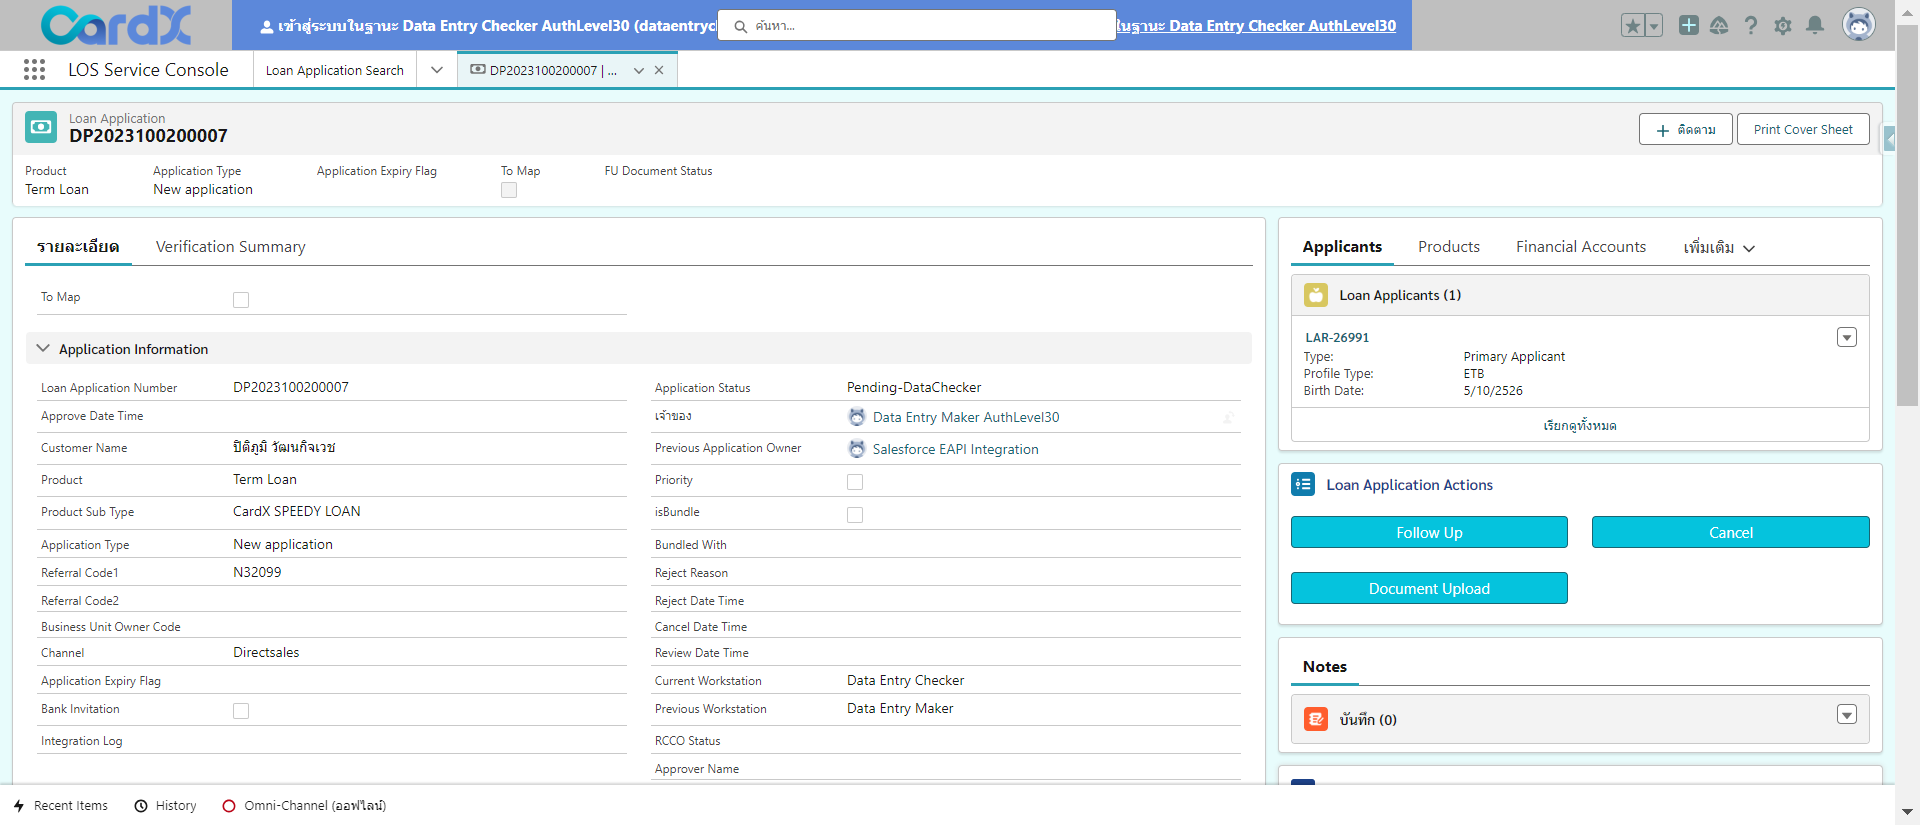 CardX
เข้าสู่ระบบในฐานะ Data Entry Checker AuthLevel30 (dataentryc
ค้นหา...
ในฐานะ Data Entry Checker AuthLevel30
LOS Service Console
Loan Application Search
DP2023100200007 | ...
Loan Application
DP2023100200007
ติดตาม
Print Cover Sheet
Product
Term Loan
Application Type
New application
Application Expiry Flag
To Map
FU Document Status
รายละเอียด
Verification Summary
To Map
Application Information
Loan Application Number DP2023100200007
Approve Date Time
Customer Name ปิติภูมิ วัฒนกิจเวช
Product Term Loan
Product Sub Type CardX SPEEDY LOAN
Application Type New application
Referral Code1 N32099
Referral Code2
Business Unit Owner Code
Channel Directsales
Application Expiry Flag
Bank Invitation
Integration Log
Application Status Pending-DataChecker
เจ้าของ Data Entry Maker AuthLevel30
Previous Application Owner Salesforce EAPI Integration
Priority
isBundle
Bundled With
Reject Reason
Reject Date Time
Cancel Date Time
Review Date Time
Current Workstation Data Entry Checker
Previous Workstation Data Entry Maker
RCCO Status
Approver Name
Applicants
Products
Financial Accounts
เพิ่มเติม
Loan Applicants (1)
LAR-26991
Type: Primary Applicant
Profile Type: ETB
Birth Date: 5/10/2526
เรียกดูทั้งหมด
Loan Application Actions
Follow Up
Cancel
Document Upload
Notes
บันทึก (0)
Recent Items
History
Omni-Channel (ออฟไลน์)